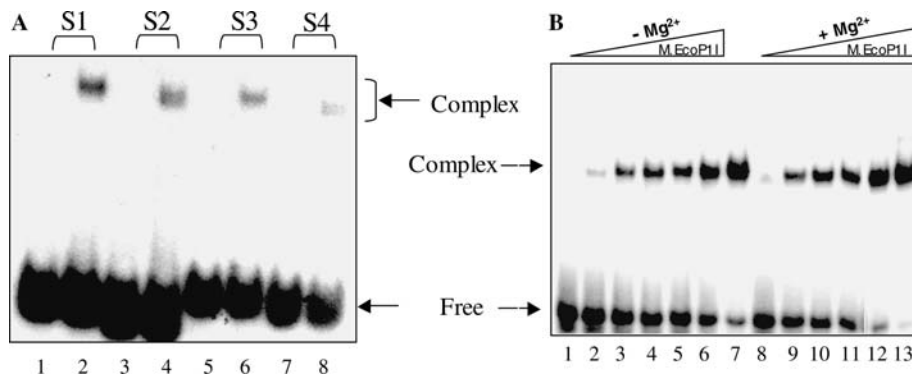 A
S1 S2 S3 S4
Complex
Complex
Free
1 2 3 4 5 6 7 8
B
- Mg2+
M.EcoP1I
+ Mg2+
M.EcoP1I
1 2 3 4 5 6 7 8 9 10 11 12 13